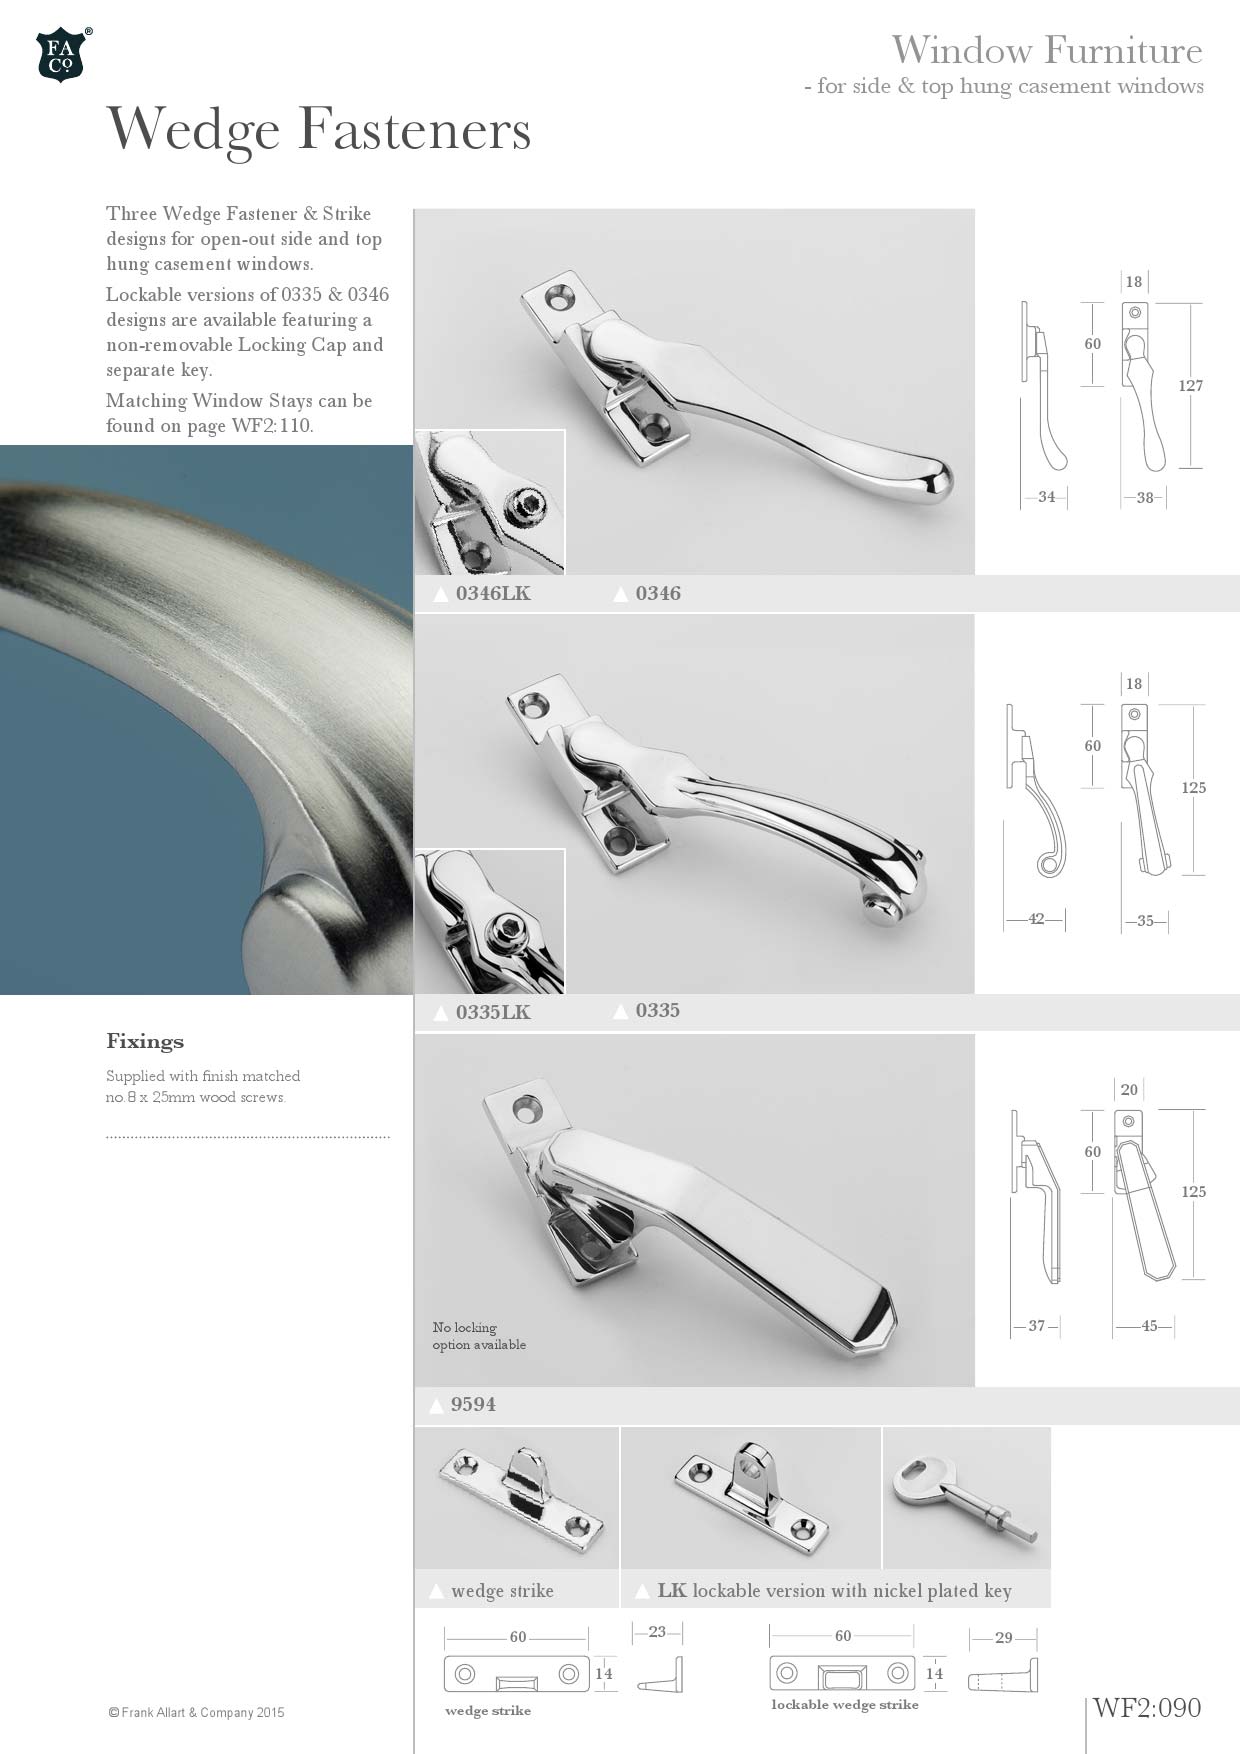 FA
Co.
®
Window Furniture
- for side & top hung casement windows
Wedge Fasteners
Three Wedge Fastener & Strike
designs for open-out side and top
hung casement windows.
Lockable versions of 0335 & 0346
designs are available featuring a
non-removable Locking Cap and
separate key.
Matching Window Stays can be
found on page WF2:110.
18
60
127
34
38
0346LK
0346
18
60
125
42
35
0335LK
0335
Fixings
Supplied with finish matched
no.8 x 25mm wood screws.
20
60
125
37
45
No locking
option available
9594
wedge strike
LK lockable version with nickel plated key
60
23
14
wedge strike
60
29
14
lockable wedge strike
© Frank Allart & Company 2015
WF2:090